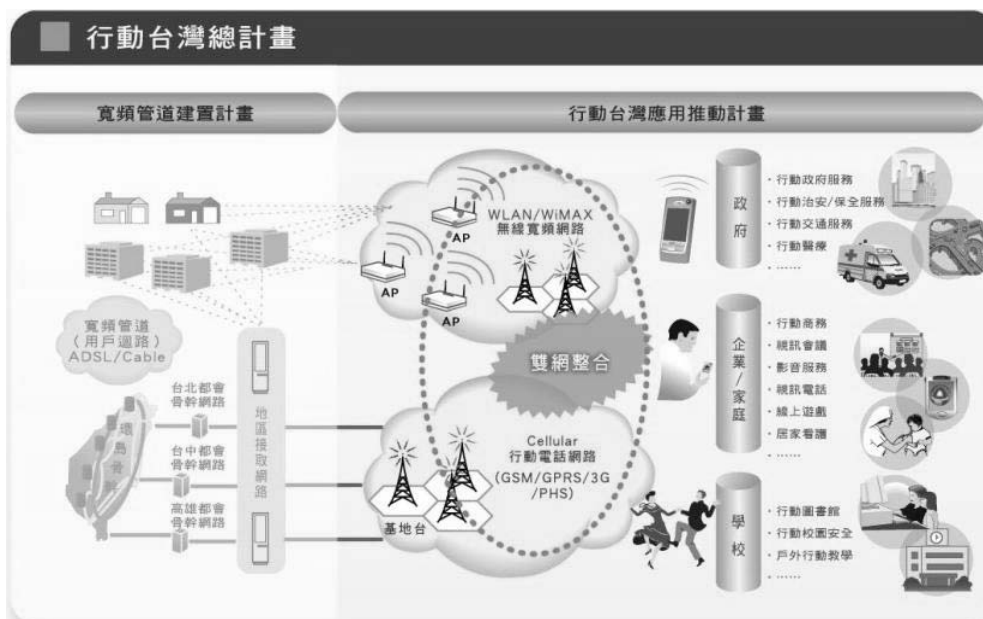 行動台灣總計畫
寬頻管道建置計畫
行動台灣應用推動計畫
寬頻管道
(用戶迴路)
ADSL/Cable
台北都會
骨幹網路
台中都會
骨幹網路
高雄都會
骨幹網路
環島骨
地區接取網路
AP
AP
AP
WLAN/WiMAX
無線寬頻網路
雙網整合
Cellular
行動電話網路
(GSM/GPRS/3G
/PHS)
基地台
政府
・行動政府服務
・行動治安/保全服務
・行動交通服務
・行動醫療
・……
企業/家庭
・行動商務
・視訊會議
・影音服務
・視訊電話
・線上遊戲
・居家看護
・……
學校
・行動圖書館
・行動校園安全
・戶外行動教學
・……